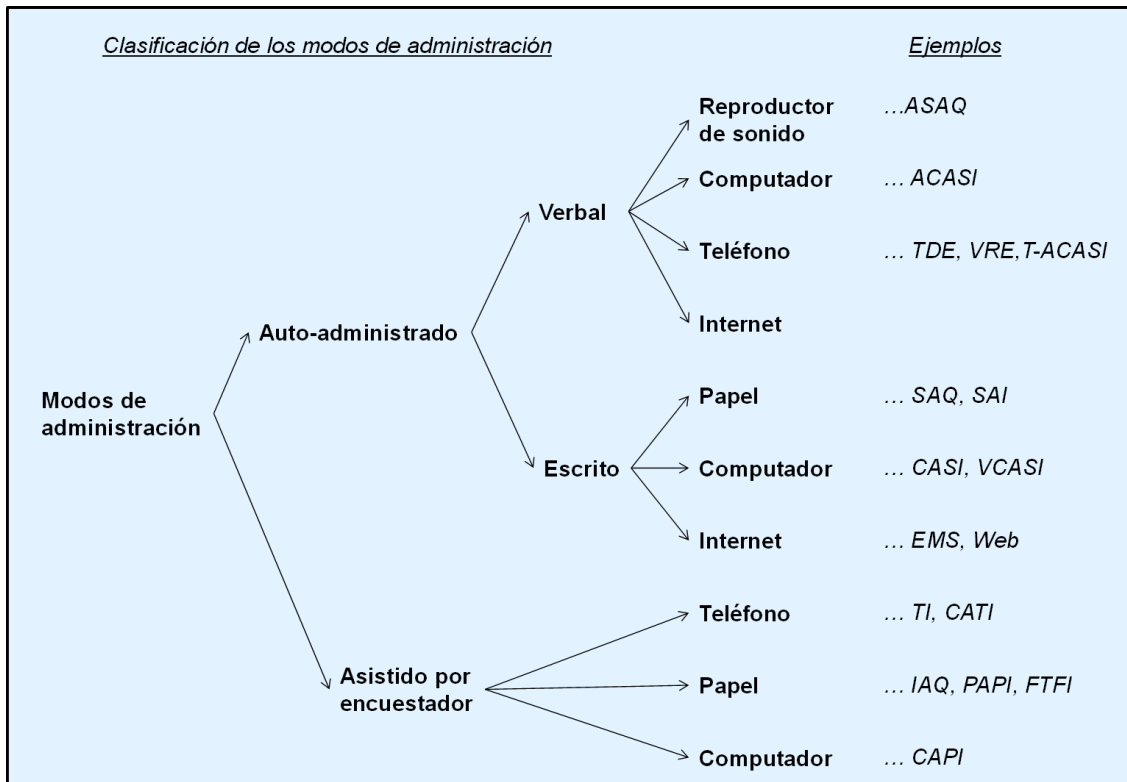 Clasificación de los modos de administración
Ejemplos
Reproductor
de sonido
…ASAQ
Computador
… ACASI
Verbal
Teléfono
… TDE, VRE,T-ACASI
Internet
Auto-administrado
Modos de
administración
Papel
… SAQ, SAI
Escrito
Computador
… CASI, VCASI
Internet
… EMS, Web
Teléfono
… TI, CATI
Asistido por
encuestador
Papel
… IAQ, PAPI, FTFI
Computador
… CAPI